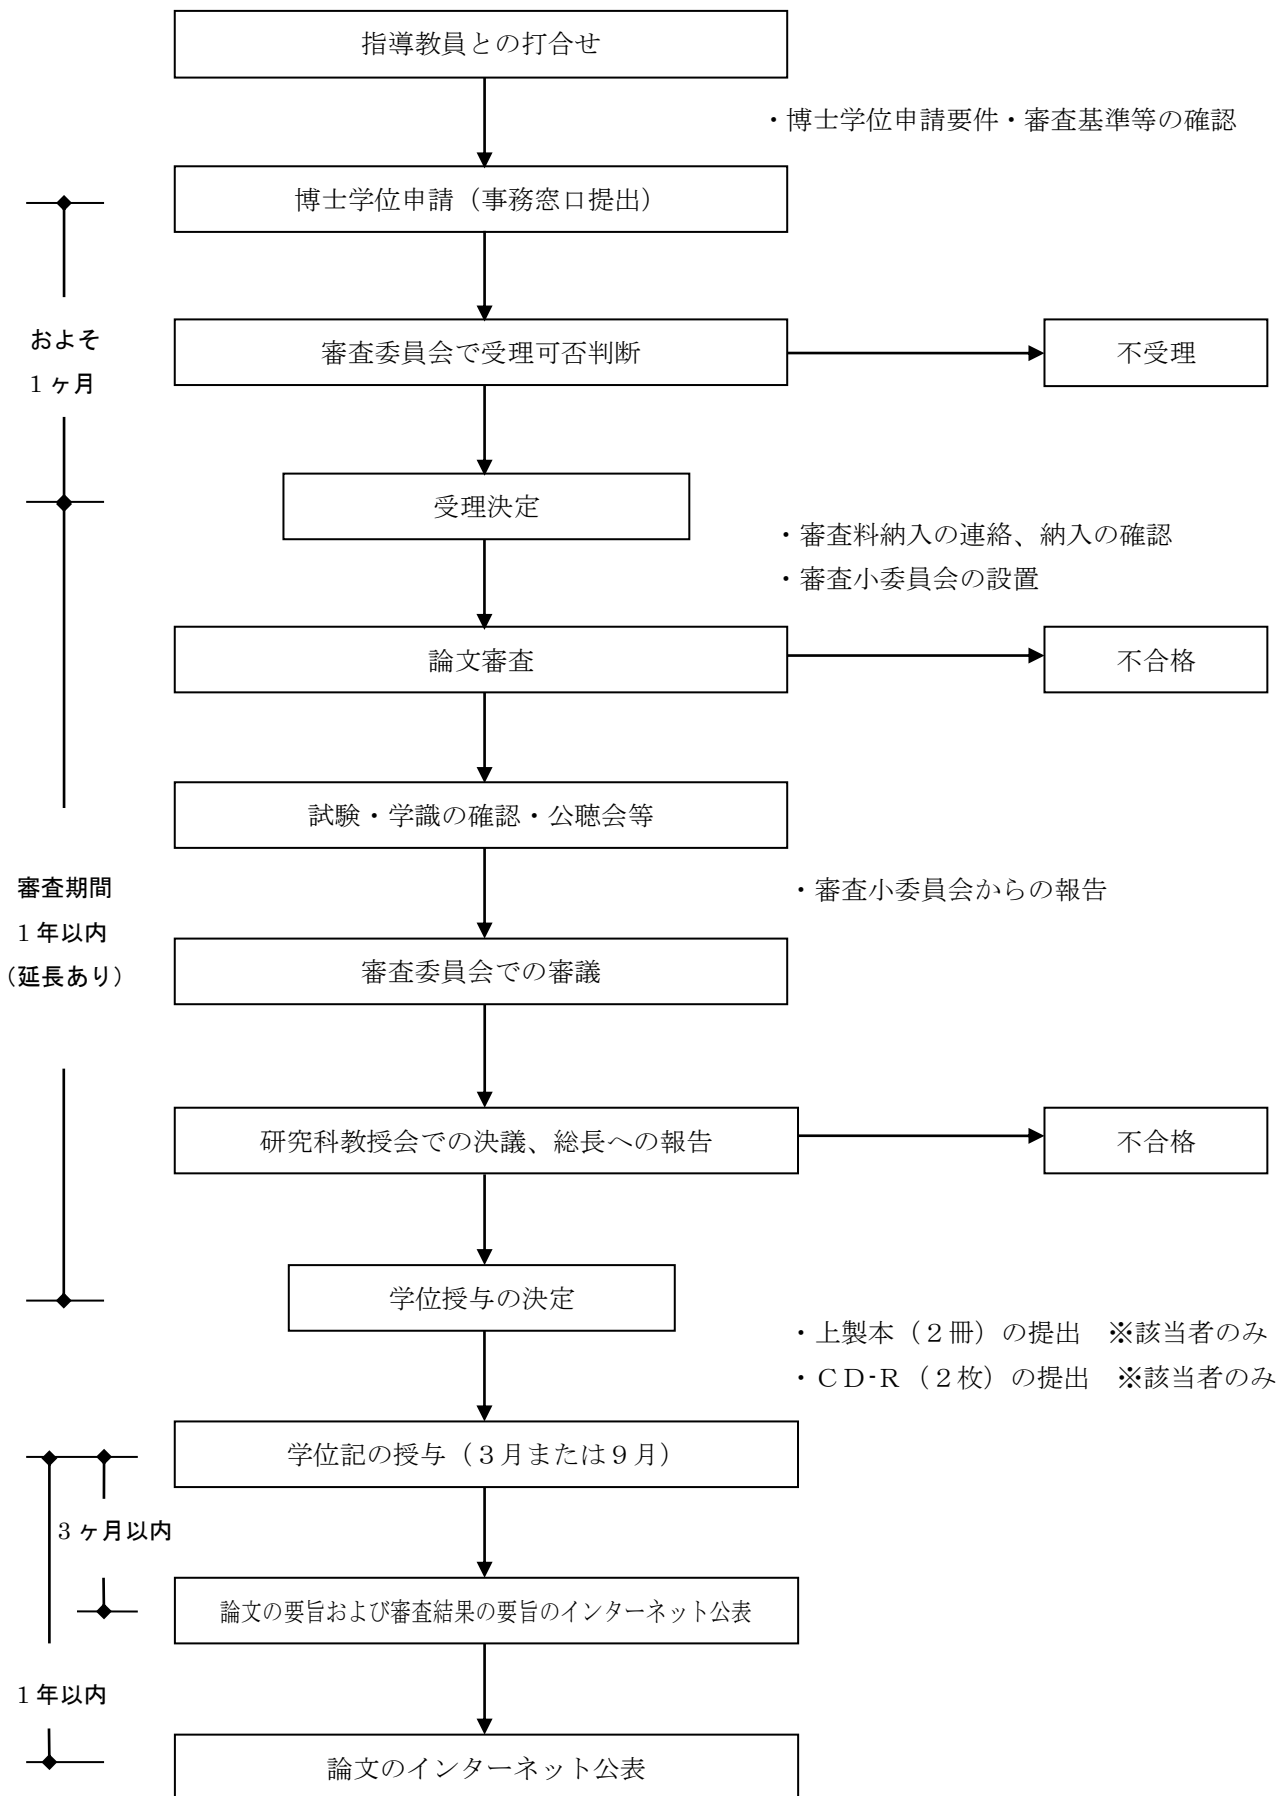 指導教員との打合せ
・博士学位申請要件・審査基準等の確認
博士学位申請（事務窓口提出）
およそ
1ヶ月
審査委員会で受理可否判断
不受理
受理決定
・審査料納入の連絡、納入の確認
・審査小委員会の設置
論文審査
不合格
試験・学識の確認・公聴会等
審査期間
1年以内
（延長あり）
・審査小委員会からの報告
審査委員会での審議
研究科教授会での決議、総長への報告
不合格
学位授与の決定
・上製本（２冊）の提出　※該当者のみ
・ＣＤ-Ｒ（２枚）の提出　※該当者のみ
学位記の授与（３月または９月）
3ヶ月以内
論文の要旨および審査結果の要旨のインターネット公表
1年以内
論文のインターネット公表